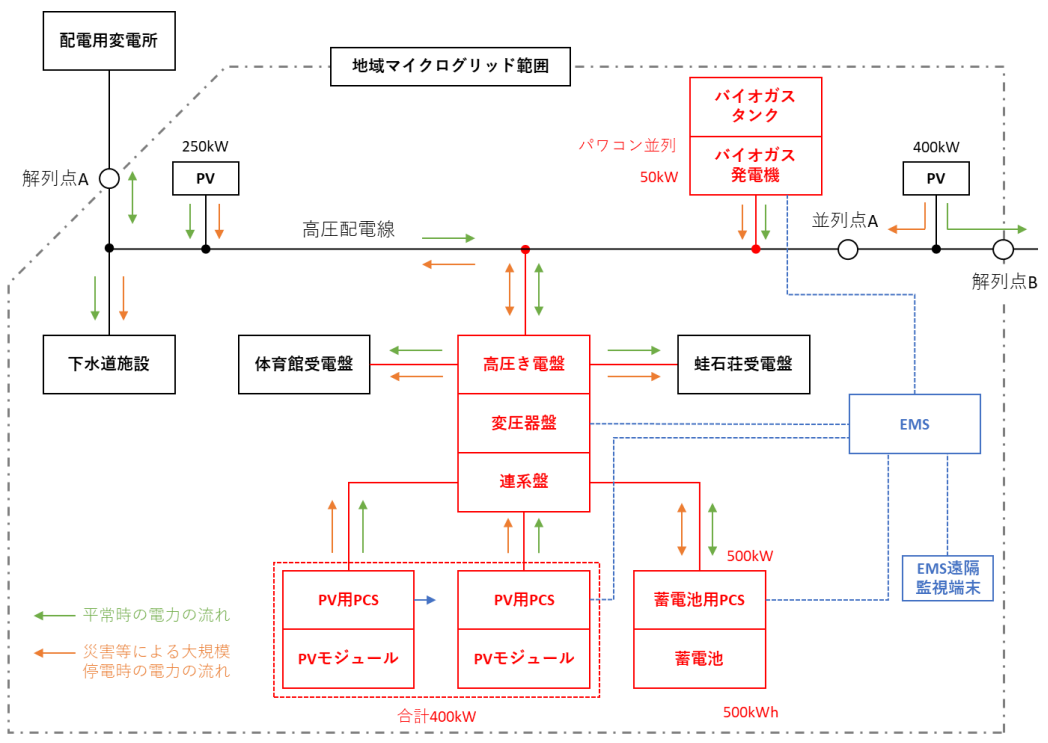 配電用変電所
地域マイクログリッド範囲
バイオガス
タンク
パワコン並列
バイオガス
発電機
50kW
250kW
PV
400kW
PV
解列点A
高圧配電線
並列点A
解列点B
下水道施設
体育館受電盤
高圧き電盤
蛙石荘受電盤
変圧器盤
EMS
連系盤
500kW
PV用PCS
PV用PCS
蓄電池用PCS
EMS遠隔
監視端末
PVモジュール
PVモジュール
蓄電池
平常時の電力の流れ
災害等による大規模
停電時の電力の流れ
合計400kW
500kWh